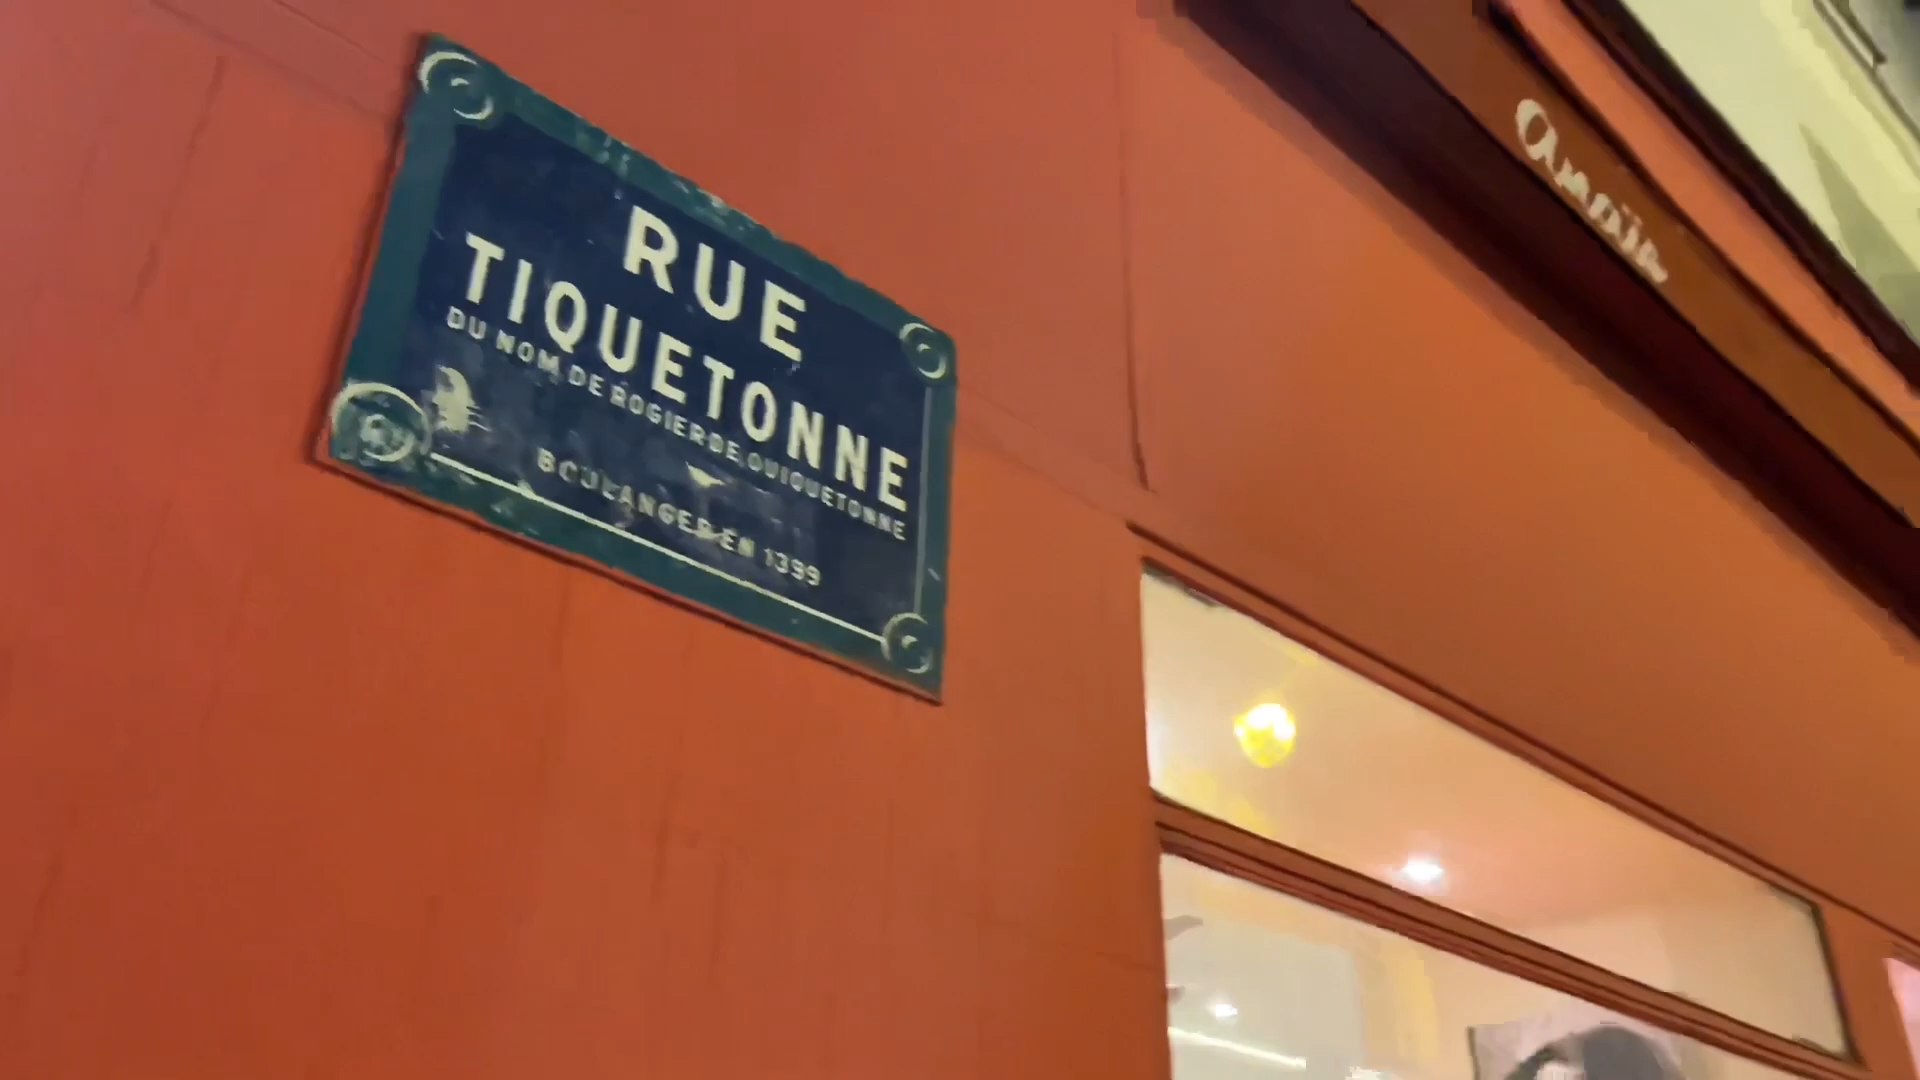 RUE
TIQUETONNE
DU NOM DE ROGIER DE QUIQUETONNE
BOULANGER EN 1399